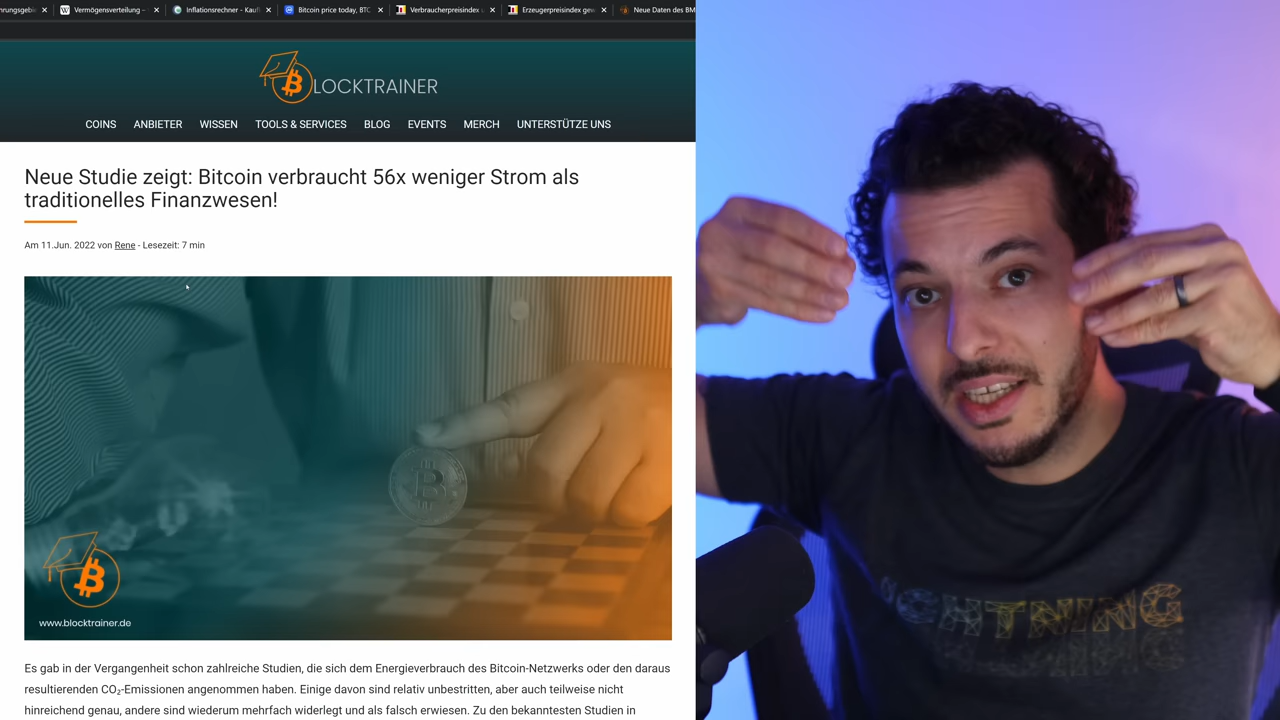 Vermögensverteilung –
Inflationsrechner - Kauf
Bitcoin price today, BTC
Verbraucherpreisindex u
Erzeugerpreisindex gew
Neue Daten des BM
LOCKTRAINER
COINS
ANBIETER
WISSEN
TOOLS & SERVICES
BLOG
EVENTS
MERCH
UNTERSTÜTZE UNS
Neue Studie zeigt: Bitcoin verbraucht 56x weniger Strom als
traditionelles Finanzwesen!
Am 11.Jun. 2022 von Rene - Lesezeit: 7 min
www.blocktrainer.de
Es gab in der Vergangenheit schon zahlreiche Studien, die sich dem Energieverbrauch des Bitcoin-Netzwerks oder den daraus
resultierenden CO₂-Emissionen angenommen haben. Einige davon sind relativ unbestritten, aber auch teilweise nicht
hinreichend genau, andere sind wiederum mehrfach widerlegt und als falsch erwiesen. Zu den bekanntesten Studien in
LIGHTNING